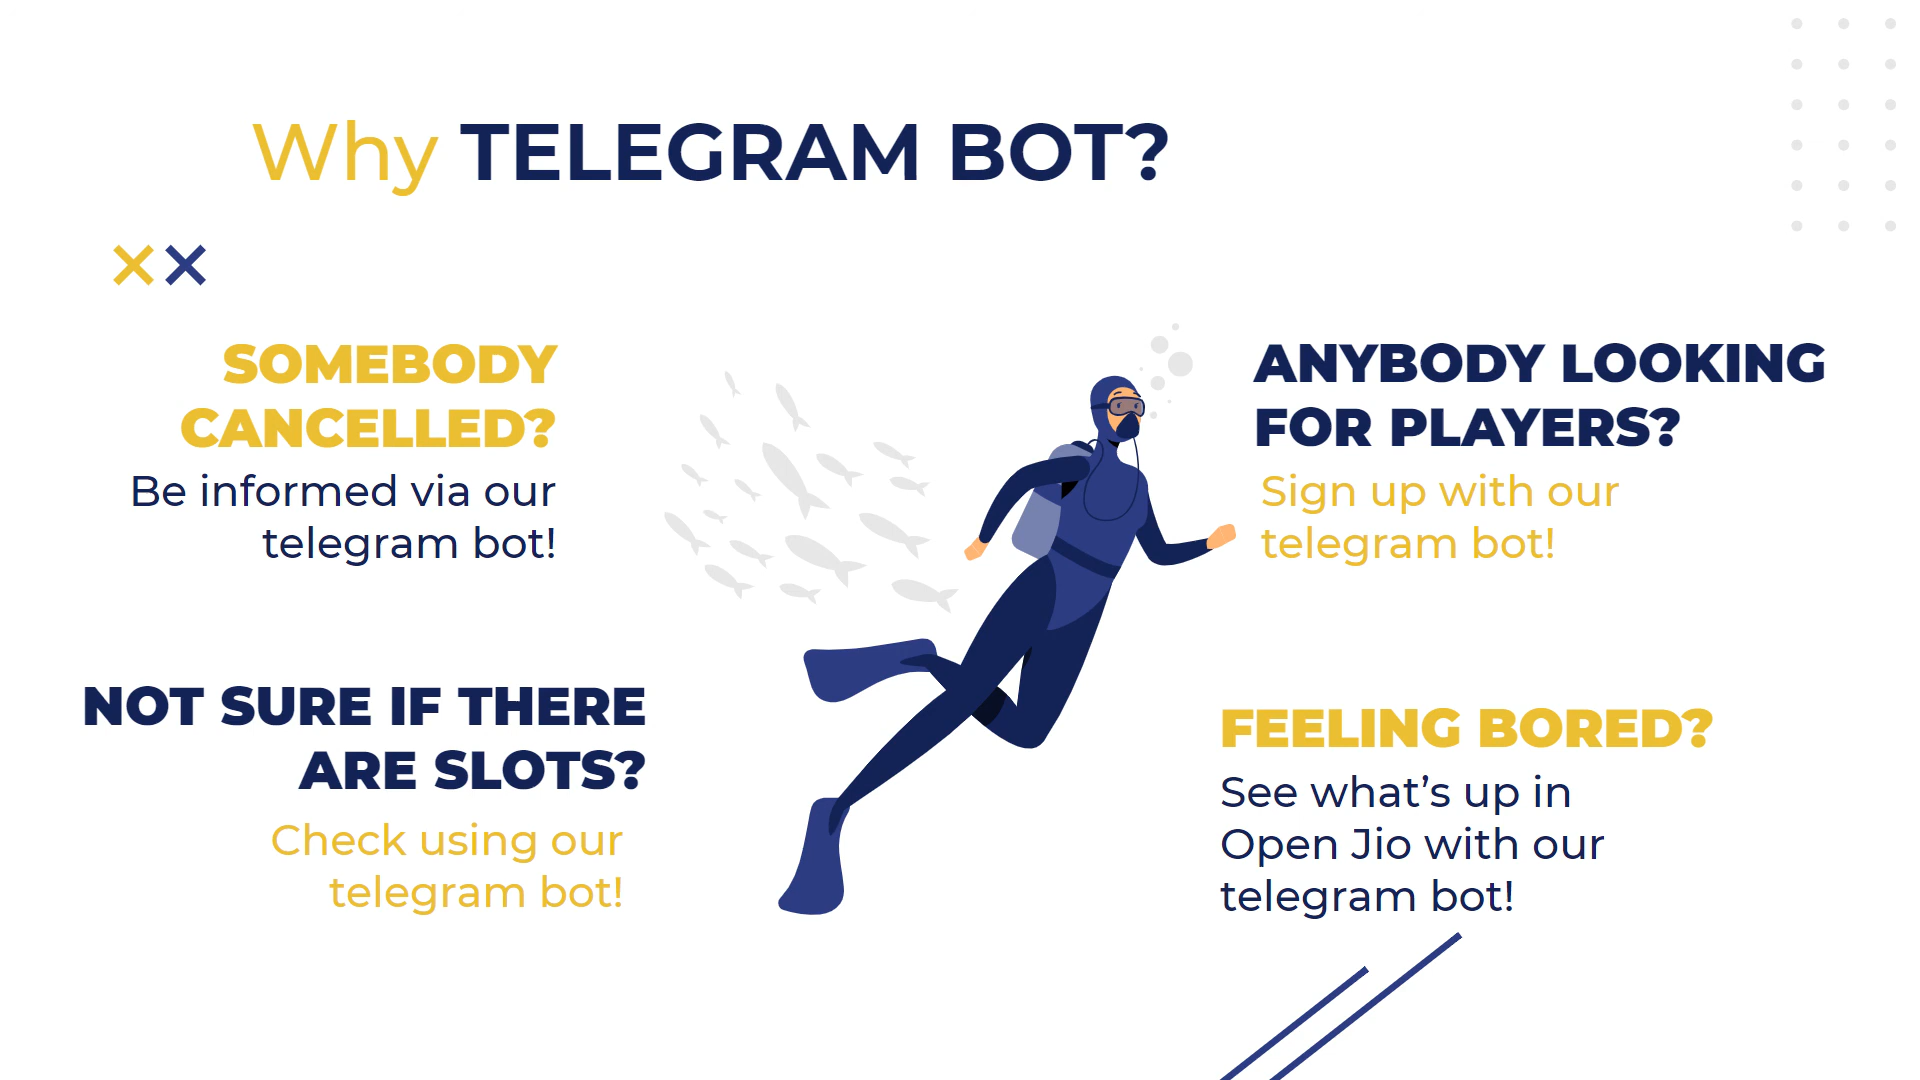 Why TELEGRAM BOT?
SOMEBODY
CANCELLED?
Be informed via our
telegram bot!
ANYBODY LOOKING
FOR PLAYERS?
Sign up with our
telegram bot!
NOT SURE IF THERE
ARE SLOTS?
Check using our
telegram bot!
FEELING BORED?
See what’s up in
Open Jio with our
telegram bot!